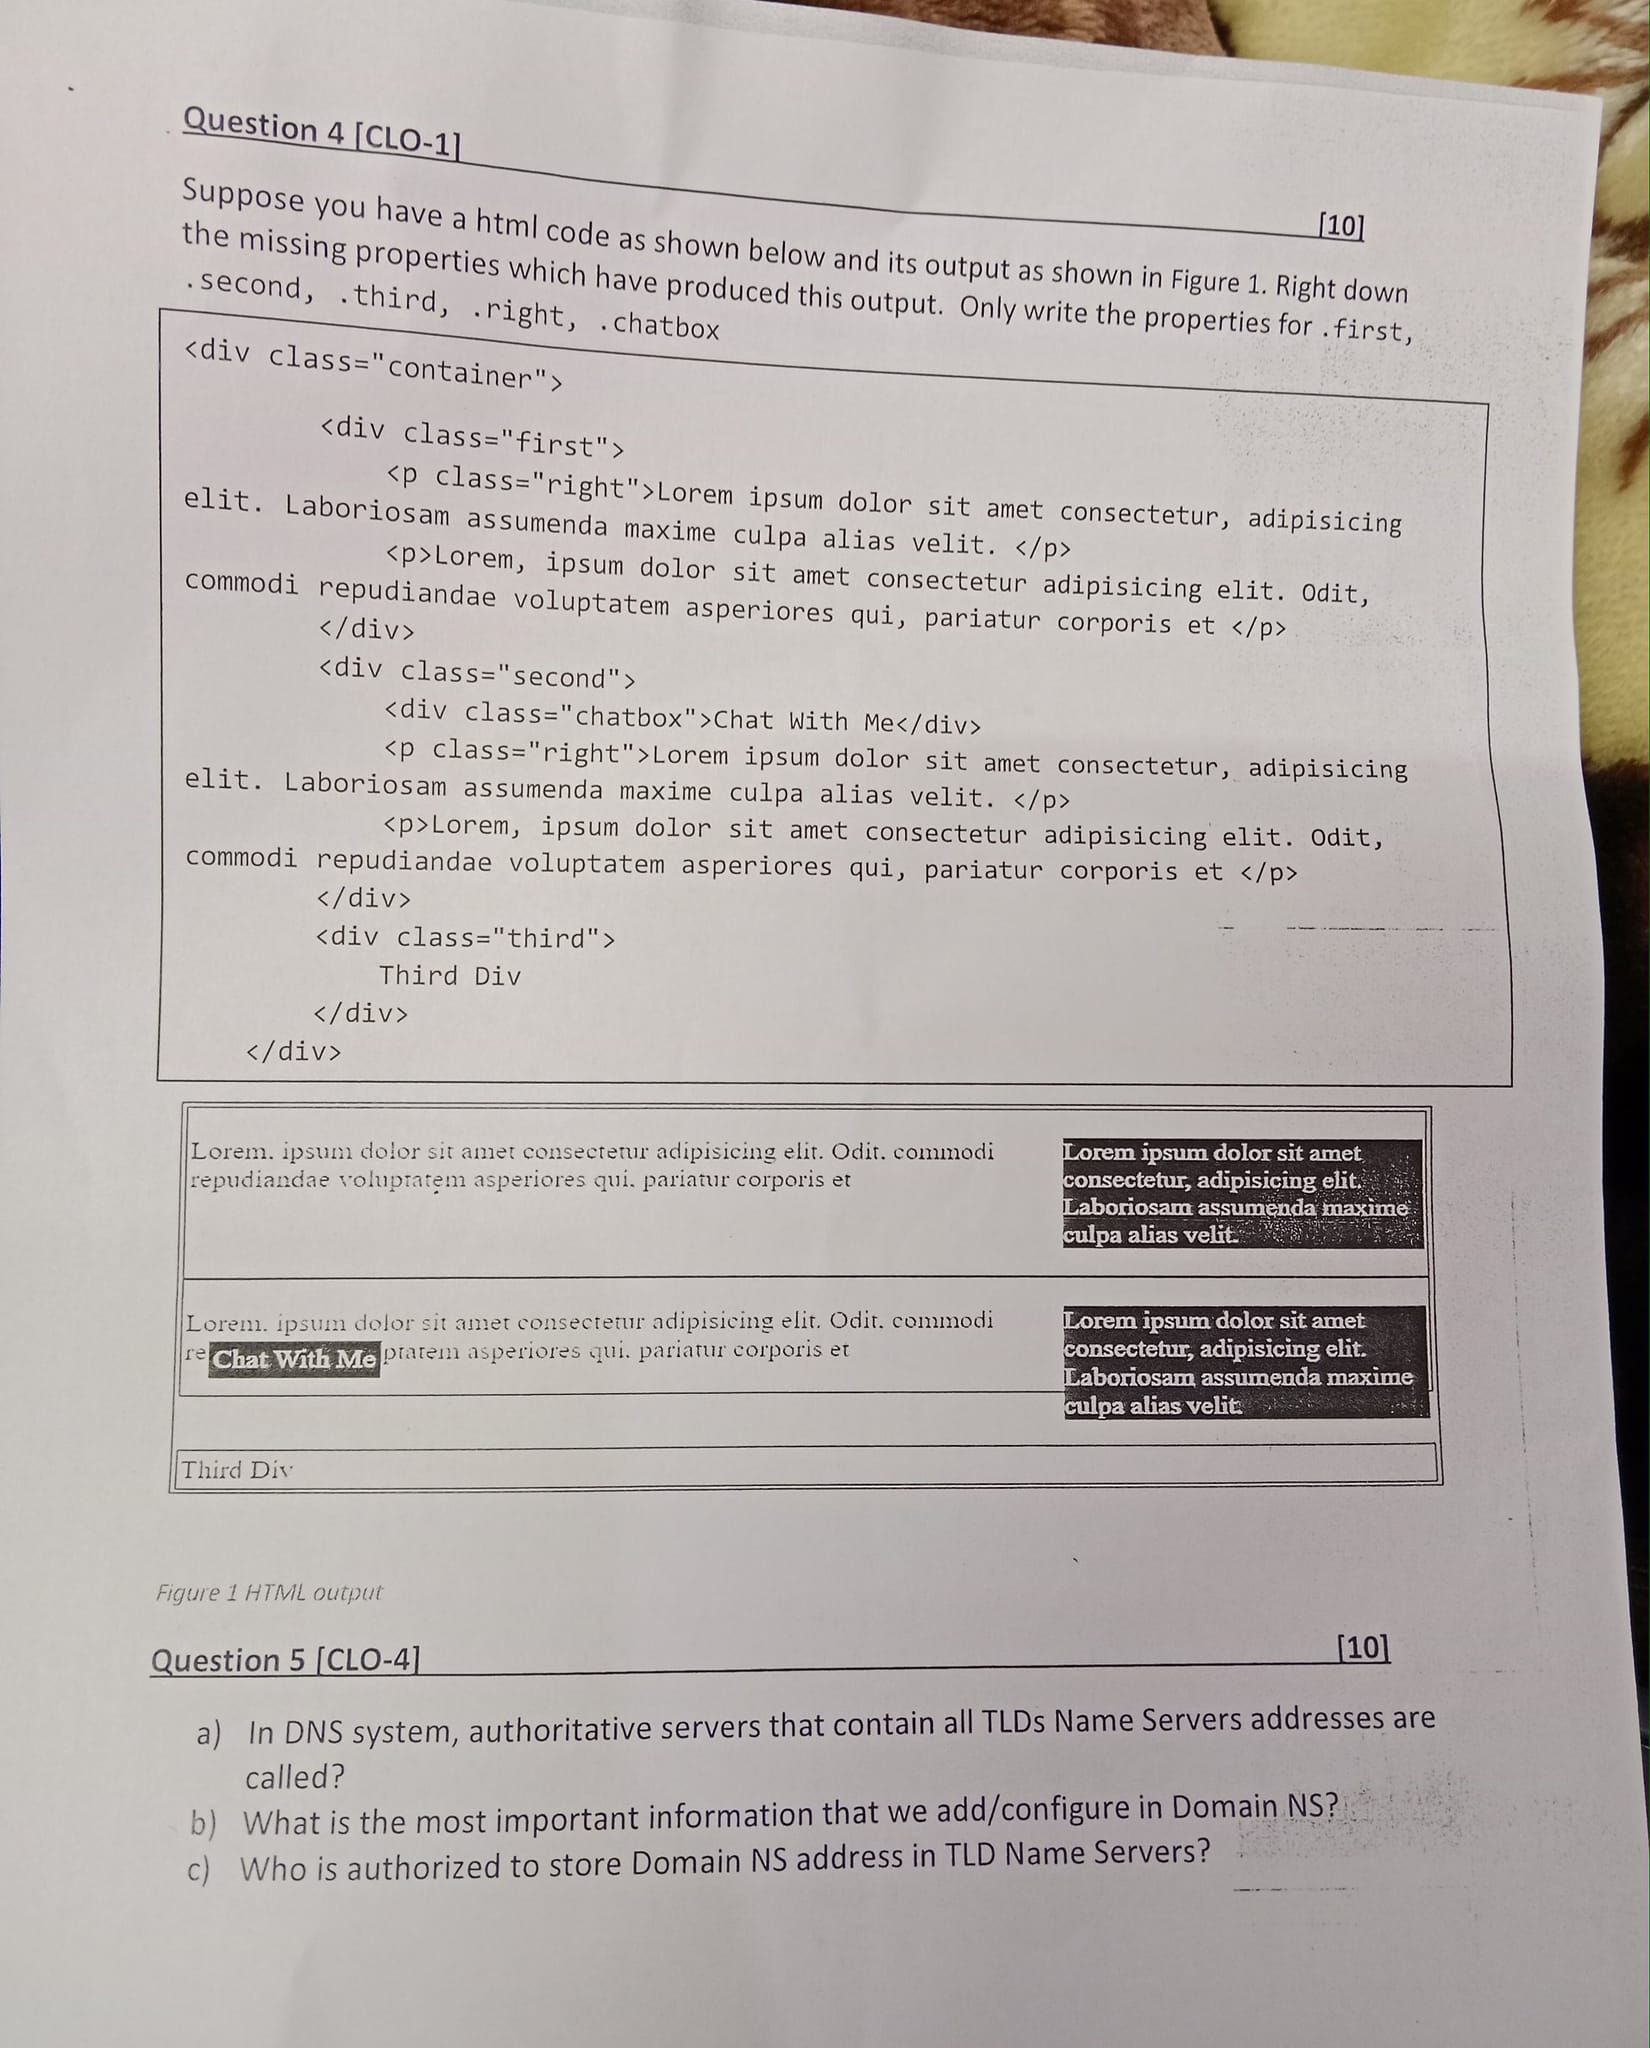 Question 4 [CLO-1]
[10]
Suppose you have a html code as shown below and its output as shown in Figure 1. Right down
the missing properties which have produced this output. Only write the properties for .first,
.second, .third, .right, .chatbox
<div class="container">
<div class="first">
<p class="right">Lorem ipsum dolor sit amet consectetur, adipisicing
elit. Laboriosam assumenda maxime culpa alias velit. </p>
<p>Lorem, ipsum dolor sit amet consectetur adipisicing elit. Odit,
commodi repudiandae voluptatem asperiores qui, pariatur corporis et </p>
</div>
<div class="second">
<div class="chatbox">Chat With Me</div>
<p class="right">Lorem ipsum dolor sit amet consectetur, adipisicing
elit. Laboriosam assumenda maxime culpa alias velit. </p>
<p>Lorem, ipsum dolor sit amet consectetur adipisicing elit. Odit,
commodi repudiandae voluptatem asperiores qui, pariatur corporis et </p>
</div>
<div class="third">
Third Div
</div>
</div>
Lorem, ipsum dolor sit amet consectetur adipisicing elit. Odit, commodi
repudiandae voluptatem asperiores qui, pariatur corporis et
Lorem ipsum dolor sit amet
consectetur, adipisicing elit.
Laboriosam assumenda maxime
culpa alias velit.
Lorem, ipsum dolor sit amet consectetur adipisicing elit. Odit, commodi
re Chat With Me ptatem asperiores qui, pariatur corporis et
Lorem ipsum dolor sit amet
consectetur, adipisicing elit.
Laboriosam assumenda maxime
culpa alias velit.
Third Div
Figure 1 HTML output
Question 5 [CLO-4]
[10]
a) In DNS system, authoritative servers that contain all TLDs Name Servers addresses are
called?
b) What is the most important information that we add/configure in Domain NS?
c) Who is authorized to store Domain NS address in TLD Name Servers?